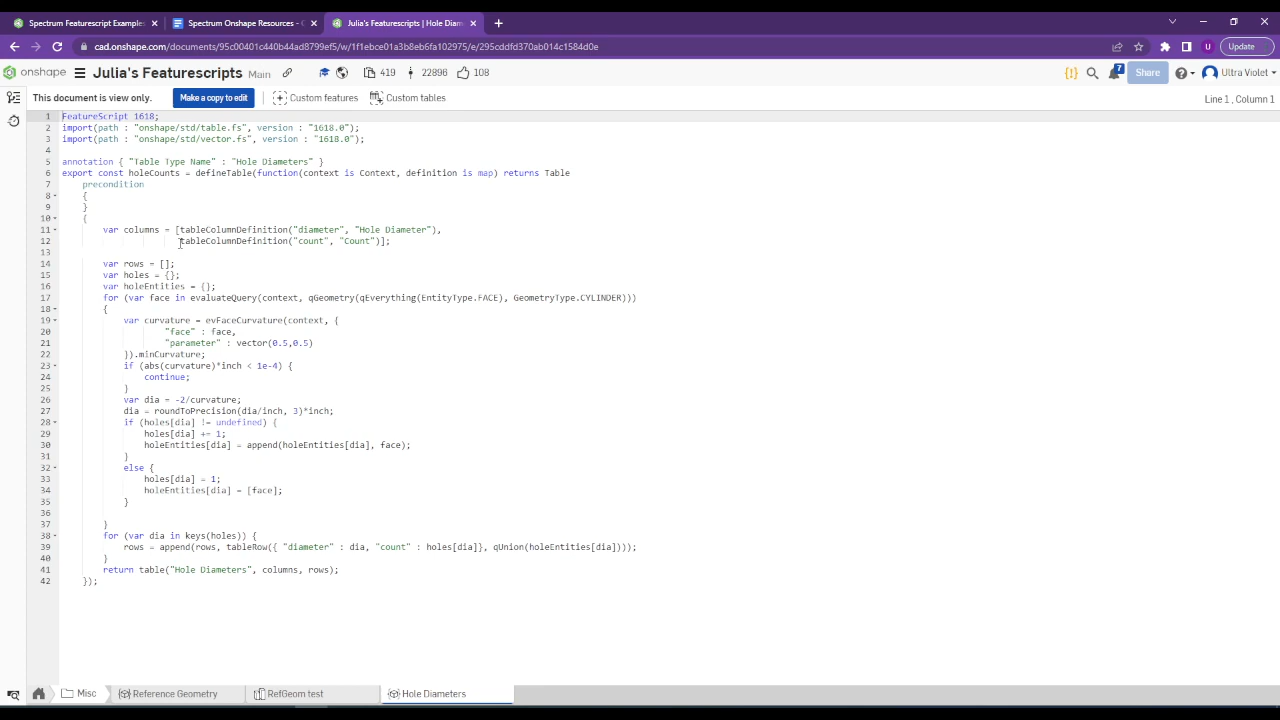 Spectrum Featurescript Examples
Spectrum Onshape Resources - 
Julia's Featurescripts | Hole Diam
cad.onshape.com/documents/95c00401c440b44ad8799ef5/w/1f1ebce01a3b8eb6fa102975/e/295cddfd370ab014c1584d0e
U
Update
onshape
Julia's Featurescripts
Main
419
22896
108
7
Share
Ultra Violet
This document is view only.
Make a copy to edit
Custom features
Custom tables
Line 1 , Column 1
1 FeatureScript 1618;
2 import(path : "onshape/std/table.fs", version : "1618.0");
3 import(path : "onshape/std/vector.fs", version : "1618.0");
4
5 annotation { "Table Type Name" : "Hole Diameters" }
6 export const holeCounts = defineTable(function(context is Context, definition is map) returns Table
7 precondition
8 {
9 }
10 {
11 var columns = [tableColumnDefinition("diameter", "Hole Diameter"),
12 tableColumnDefinition("count", "Count")];
13
14 var rows = [];
15 var holes = {};
16 var holeEntities = {};
17 for (var face in evaluateQuery(context, qGeometry(qEverything(EntityType.FACE), GeometryType.CYLINDER)))
18 {
19 var curvature = evFaceCurvature(context, {
20 "face" : face,
21 "parameter" : vector(0.5,0.5)
22 }).minCurvature;
23 if (abs(curvature)*inch < 1e-4) {
24 continue;
25 }
26 var dia = -2/curvature;
27 dia = roundToPrecision(dia/inch, 3)*inch;
28 if (holes[dia] != undefined) {
29 holes[dia] += 1;
30 holeEntities[dia] = append(holeEntities[dia], face);
31 }
32 else {
33 holes[dia] = 1;
34 holeEntities[dia] = [face];
35 }
36
37 }
38 for (var dia in keys(holes)) {
39 rows = append(rows, tableRow({ "diameter" : dia, "count" : holes[dia]}, qUnion(holeEntities[dia])));
40 }
41 return table("Hole Diameters", columns, rows);
42 });
Misc
Reference Geometry
RefGeom test
Hole Diameters